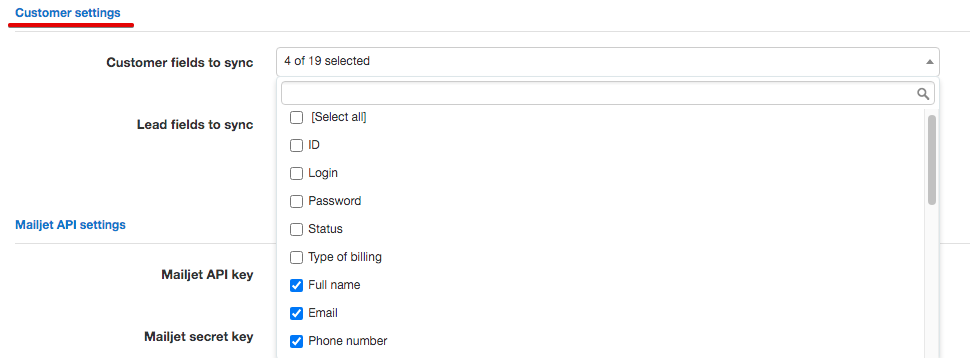 Customer settings
Customer fields to sync
4 of 19 selected
[Select all]
Lead fields to sync
ID
Login
Password
Status
Mailjet API settings
Type of billing
Mailjet API key
Full name
Email
Mailjet secret key
Phone number